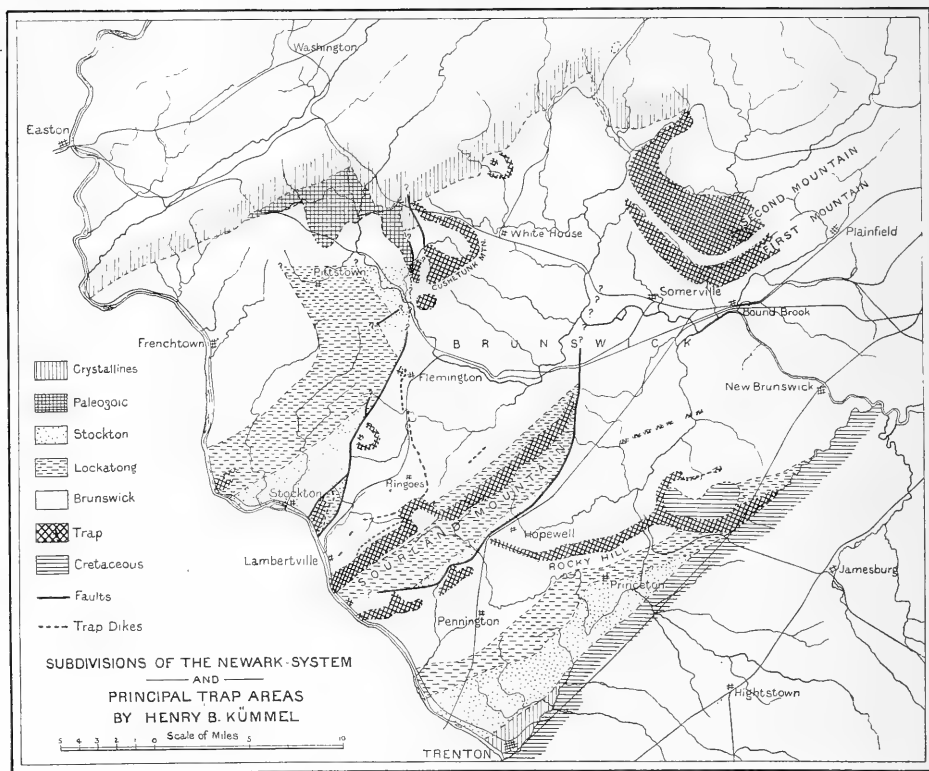 Washington
Easton
SECOND MOUNTAIN
FIRST MOUNTAIN
White House
Plainfield
CUSHETUNK MTN.
?
?
Pittstown
Somerville
?
Bound Brook
?
?
?
?
BRUNSWICK
Frenchtown
Flemington
New Brunswick
Crystallines
Paleozoic
Stockton
Lockatong
Brunswick
Trap
Cretaceous
Faults
Trap Dikes
Stockton
Ringoes
SOURLAND MOUNTAIN
Hopewell
Lambertville
ROCKY HILL
Princeton
Jamesburg
Pennington
Hightstown
TRENTON
SUBDIVISIONS OF THE NEWARK-SYSTEM
AND
PRINCIPAL TRAP AREAS
BY HENRY B. KÜMMEL
Scale of Miles
5 4 3 2 1 0 5 10